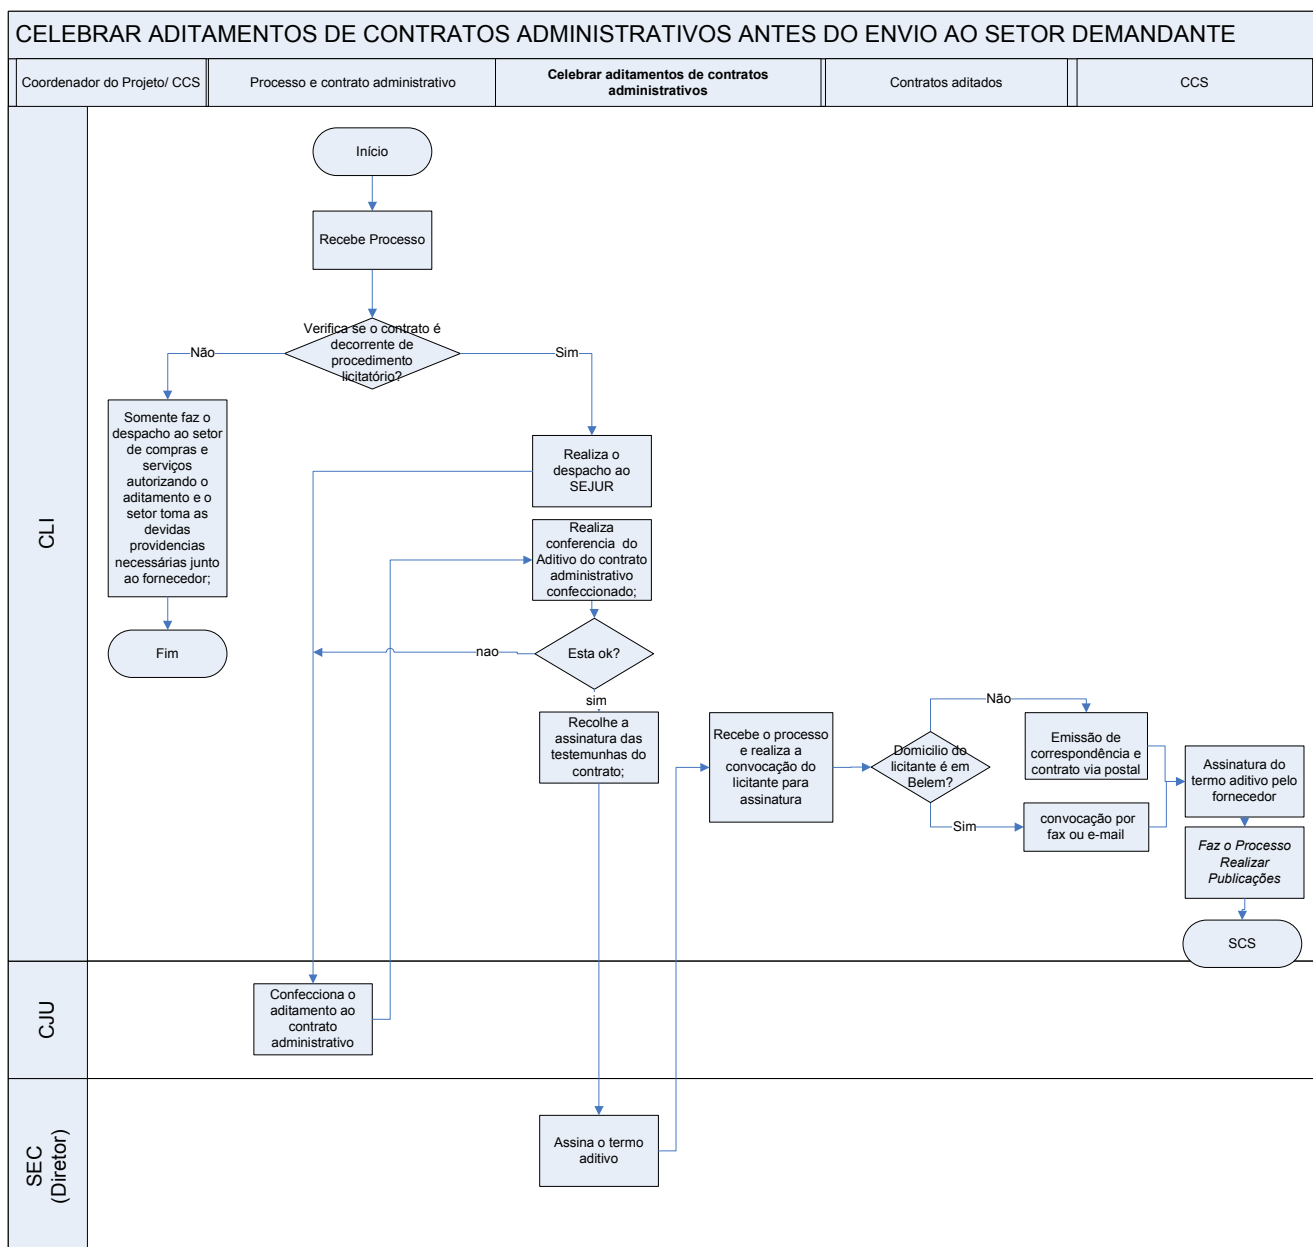 CELEBRAR ADITAMENTOS DE CONTRATOS ADMINISTRATIVOS ANTES DO ENVIO AO SETOR DEMANDANTE
Coordenador do Projeto/ CCS
Processo e contrato administrativo
Celebrar aditamentos de contratos
administrativos
Contratos aditados
CCS
CLI
Início
Recebe Processo
Verifica se o contrato é
decorrente de
procedimento
licitatório?
Não
Sim
Somente faz o
despacho ao setor
de compras e
serviços
autorizando o
aditamento e o
setor toma as
devidas
providencias
necessárias junto
ao fornecedor;
Fim
Realiza o
despacho ao
SEJUR
Realiza
conferencia do
Aditivo do contrato
administrativo
confeccionado;
Esta ok?
nao
sim
Recolhe a
assinatura das
testemunhas do
contrato;
Recebe o processo
e realiza a
convocação do
licitante para
assinatura
Domicilio do
licitante é em
Belem?
Não
Sim
Emissão de
correspondência e
contrato via postal
convocação por
fax ou e-mail
Assinatura do
termo aditivo pelo
fornecedor
Faz o Processo
Realizar
Publicações
SCS
CJU
Confecciona o
aditamento ao
contrato
administrativo
SEC
(Diretor)
Assina o termo
aditivo